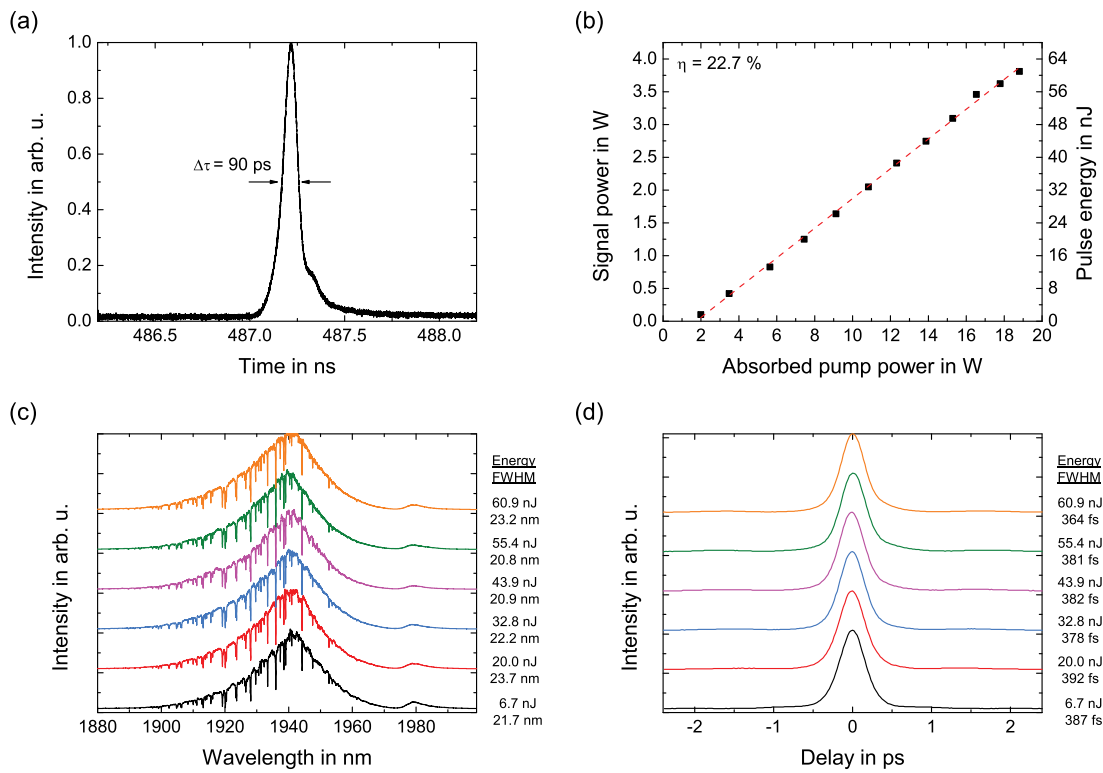 (a)
1.0
0.8
0.6
0.4
0.2
0.0
Intensity in arb. u.
Δτ = 90 ps
486.5
487.0
487.5
488.0
Time in ns
(b)
4.0
3.5
3.0
2.5
2.0
1.5
1.0
0.5
0.0
Signal power in W
η = 22.7 %
64
56
48
40
32
24
16
8
0
Pulse energy in nJ
0
2
4
6
8
10
12
14
16
18
20
Absorbed pump power in W
(c)
Intensity in arb. u.
Energy
FWHM
60.9 nJ
23.2 nm
55.4 nJ
20.8 nm
43.9 nJ
20.9 nm
32.8 nJ
22.2 nm
20.0 nJ
23.7 nm
6.7 nJ
21.7 nm
1880
1900
1920
1940
1960
1980
Wavelength in nm
(d)
Intensity in arb. u.
Energy
FWHM
60.9 nJ
364 fs
55.4 nJ
381 fs
43.9 nJ
382 fs
32.8 nJ
378 fs
20.0 nJ
392 fs
6.7 nJ
387 fs
-2
-1
0
1
2
Delay in ps